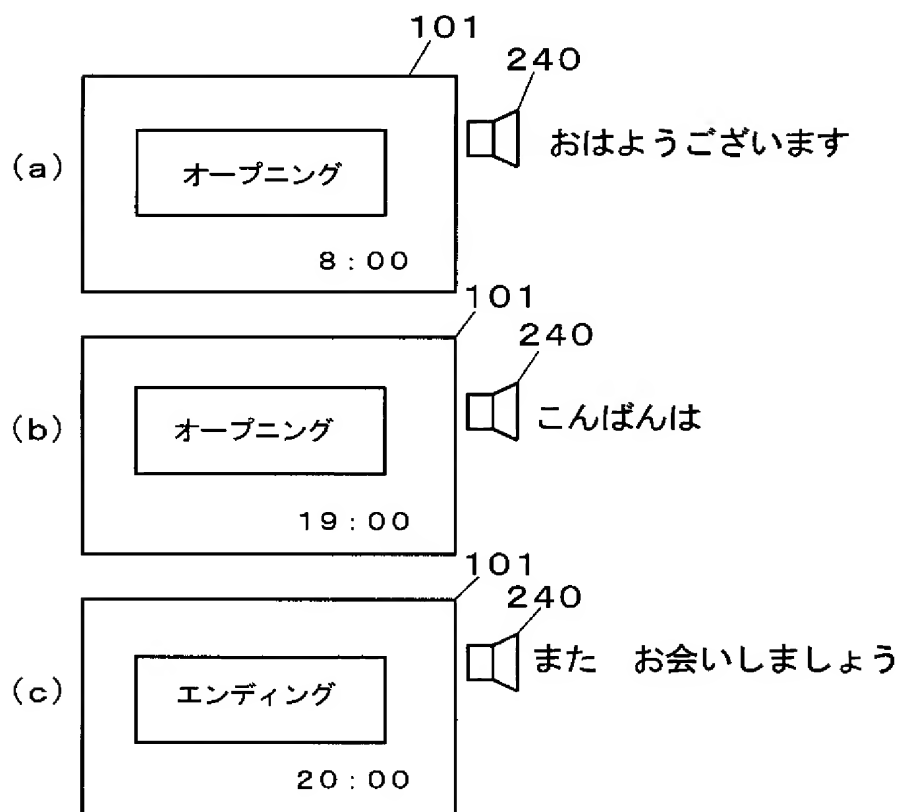 101
240
(a)
オープニング
おはようございます
8:00
101
240
(b)
オープニング
こんばんは
19:00
101
240
(c)
エンディング
また　お会いしましょう
20:00